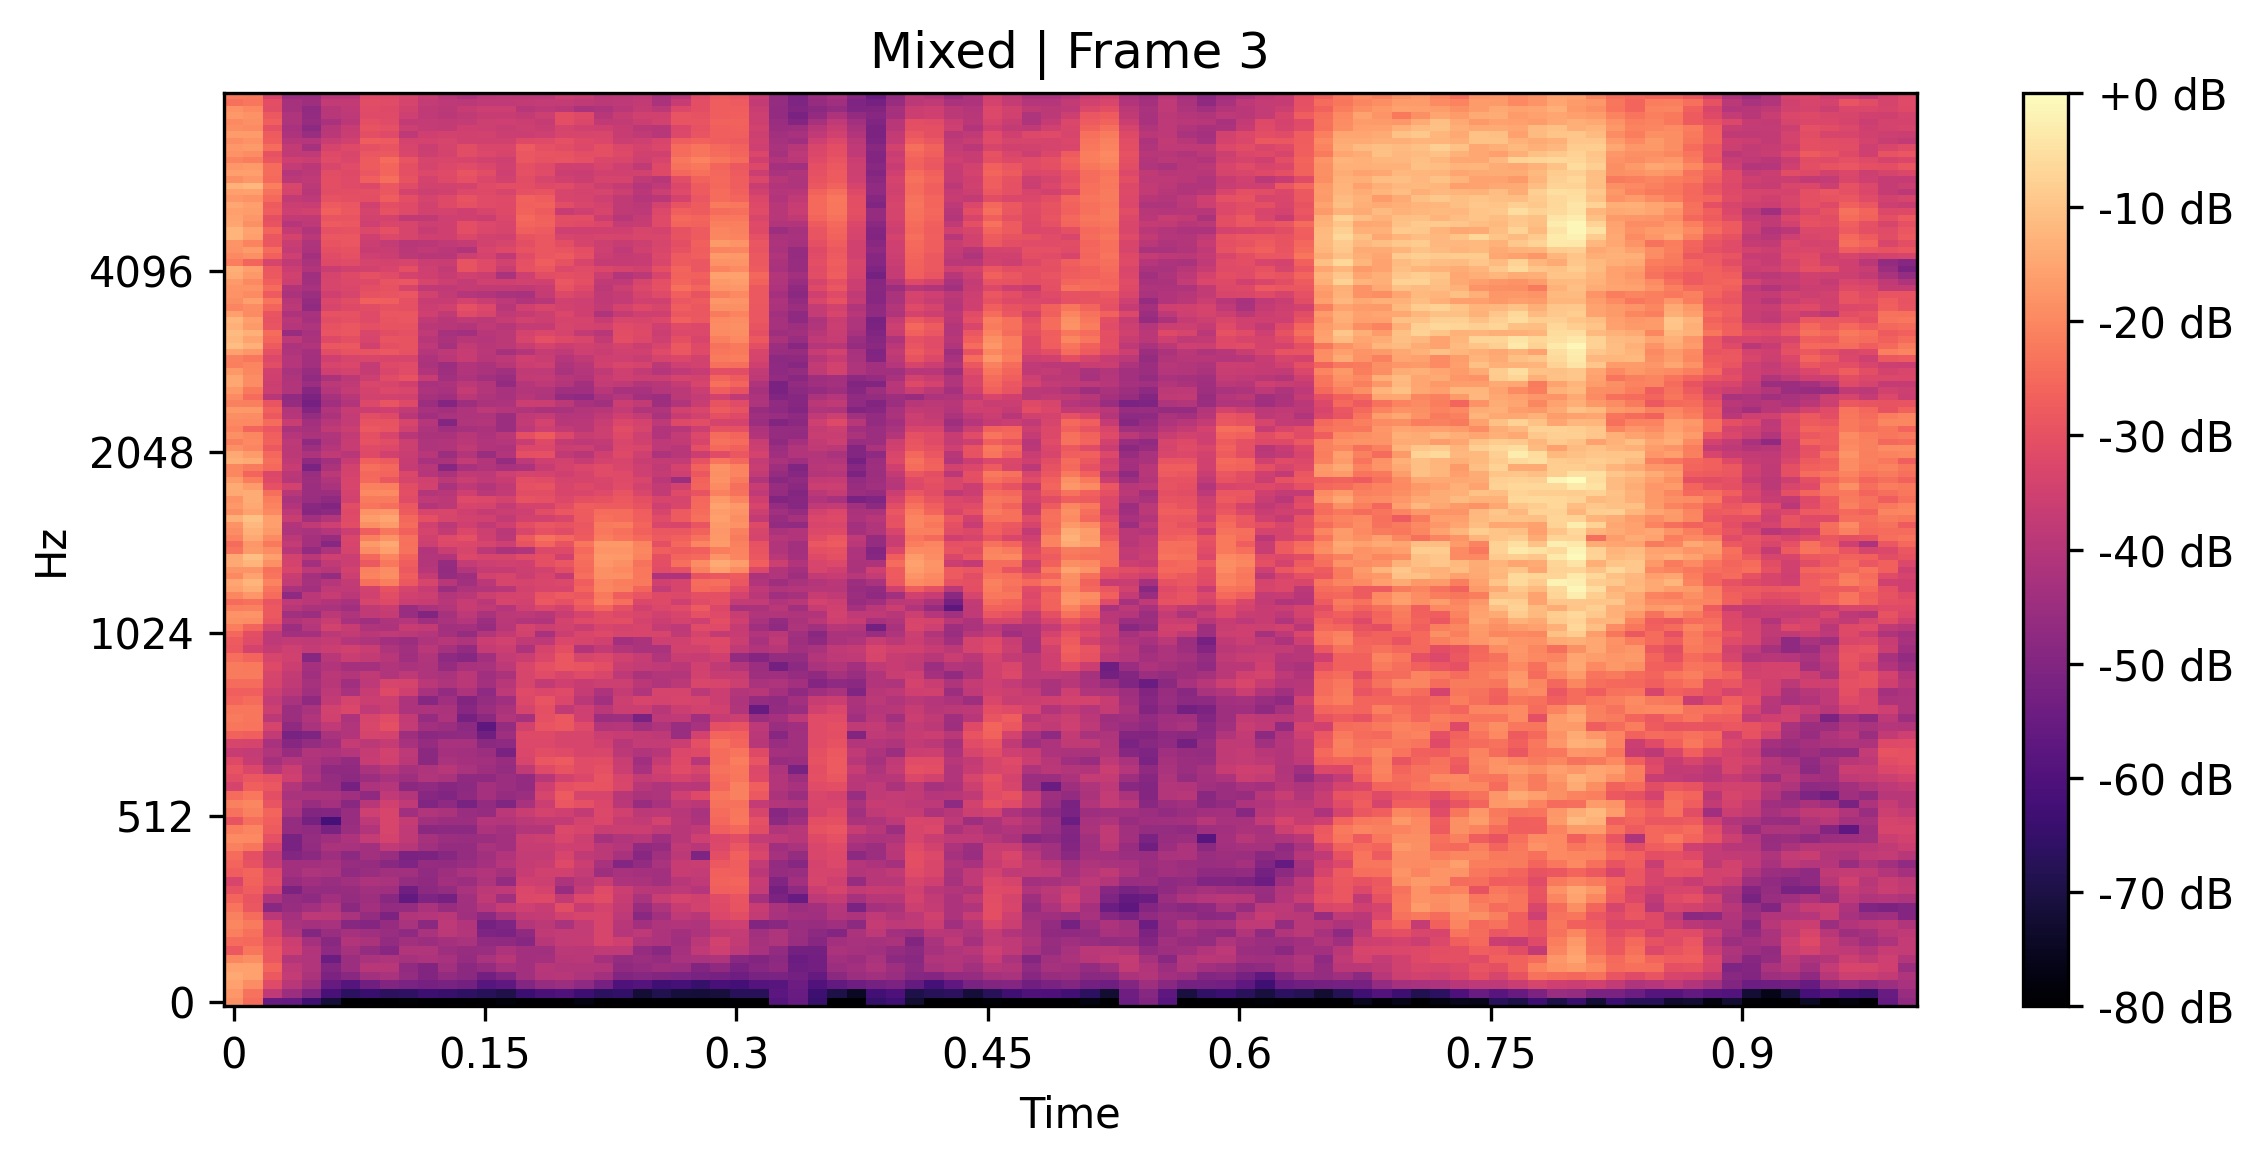 Mixed | Frame 3
Hz
4096
2048
1024
512
0
0 0.15 0.3 0.45 0.6 0.75 0.9
Time
+0 dB
-10 dB
-20 dB
-30 dB
-40 dB
-50 dB
-60 dB
-70 dB
-80 dB